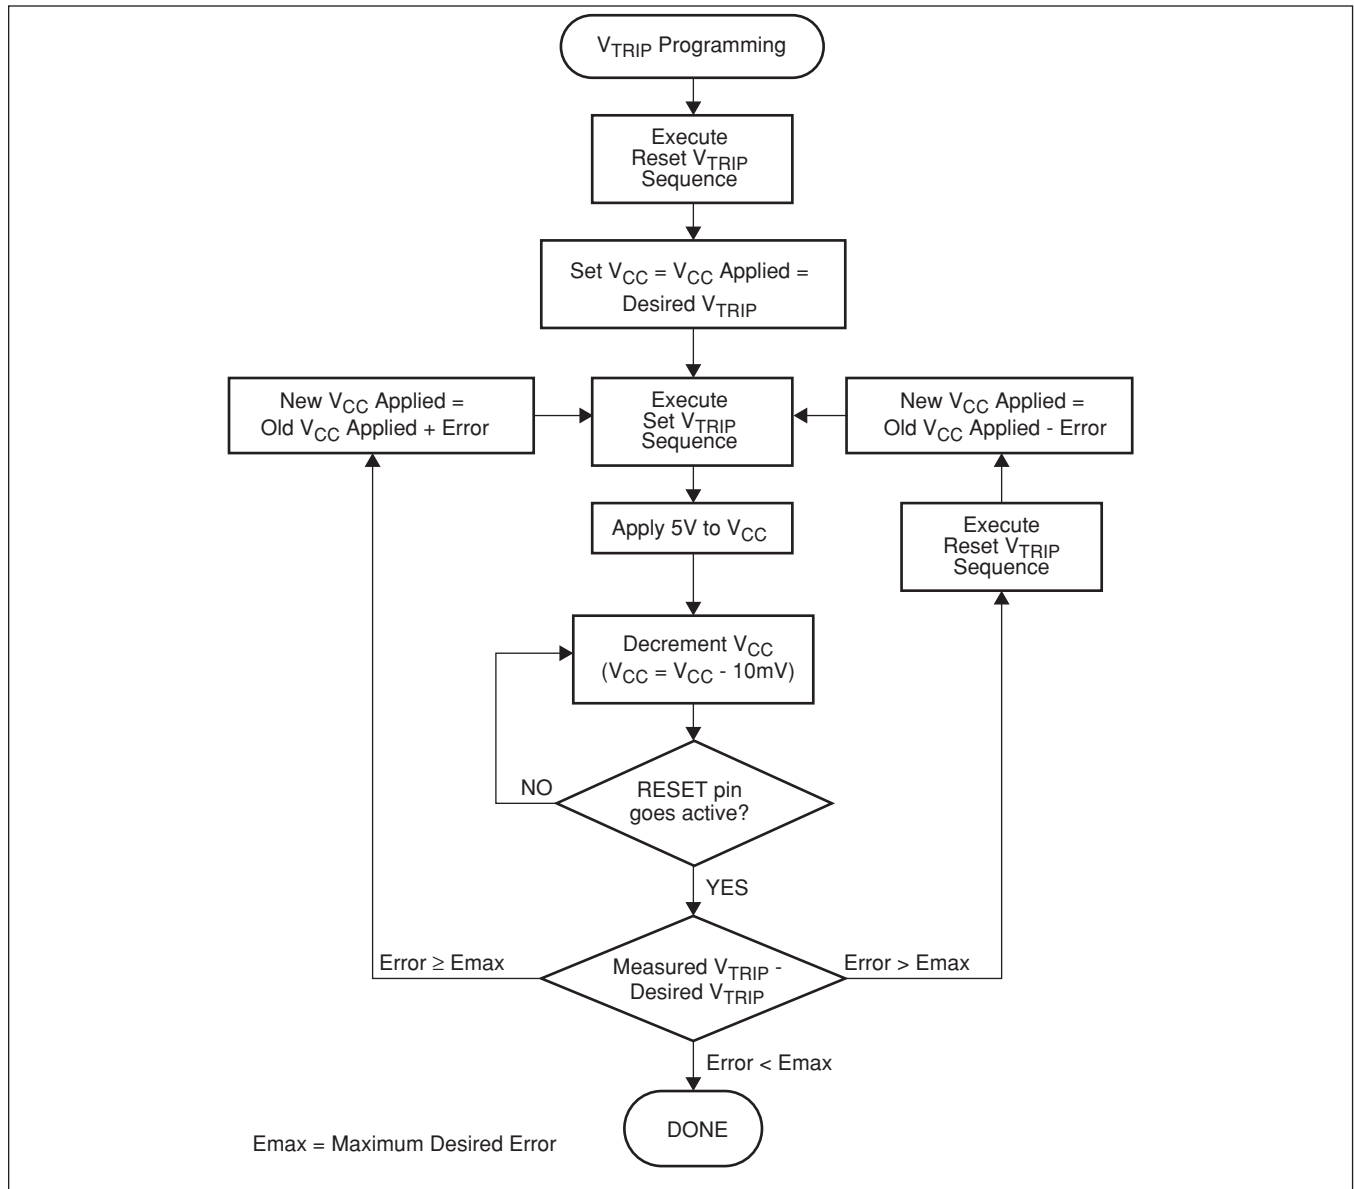 VTRIP Programming
Execute
Reset VTRIP
Sequence
Set VCC = VCC Applied =
Desired VTRIP
New VCC Applied =
Old VCC Applied + Error
Execute
Set VTRIP
Sequence
New VCC Applied =
Old VCC Applied - Error
Apply 5V to VCC
Execute
Reset VTRIP
Sequence
Decrement VCC
(VCC = VCC - 10mV)
NO
RESET pin
goes active?
YES
Error ≥ Emax
Measured VTRIP -
Desired VTRIP
Error > Emax
Error < Emax
DONE
Emax = Maximum Desired Error